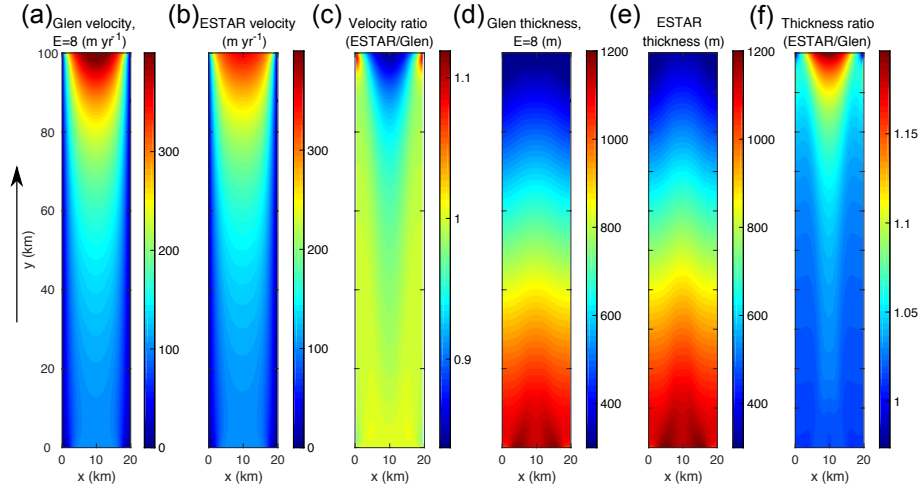 (a) Glen velocity,
E=8 (m yr⁻¹)
(b) ESTAR velocity
(m yr⁻¹)
(c) Velocity ratio
(ESTAR/Glen)
(d) Glen thickness,
E=8 (m)
(e) ESTAR
thickness (m)
(f) Thickness ratio
(ESTAR/Glen)
y (km)
100
80
60
40
20
0
0 10 20
x (km)
300
200
100
0
0 10 20
x (km)
300
200
100
0
0 10 20
x (km)
1.1
1
0.9
0 10 20
x (km)
1200
1000
800
600
400
0 10 20
x (km)
1200
1000
800
600
400
0 10 20
x (km)
1.15
1.1
1.05
1